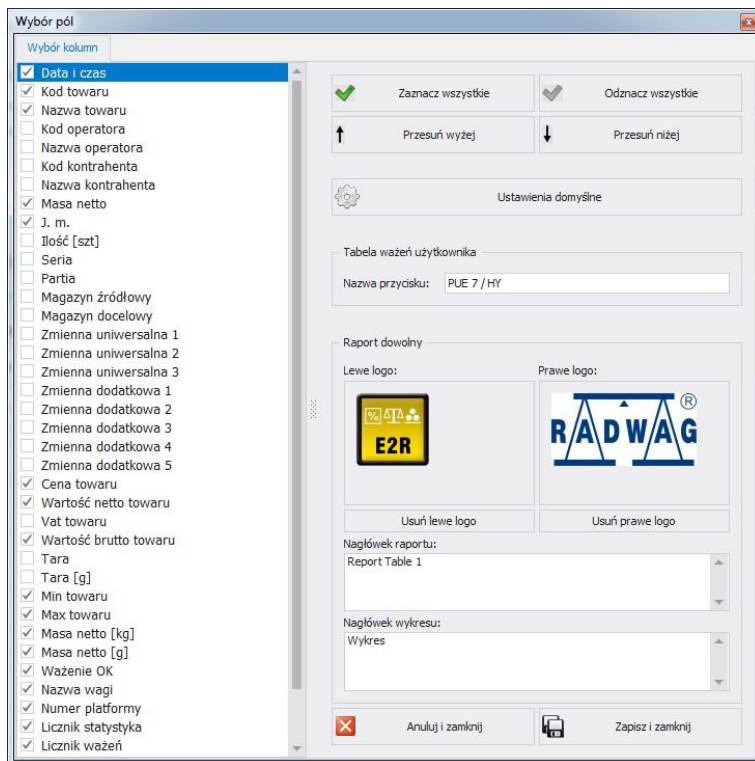 Wybór pól
Wybór kolumn
Data i czas
Kod towaru
Nazwa towaru
Kod operatora
Nazwa operatora
Kod kontrahenta
Nazwa kontrahenta
Masa netto
J. m.
Ilość [szt]
Seria
Partia
Magazyn źródłowy
Magazyn docelowy
Zmienna uniwersalna 1
Zmienna uniwersalna 2
Zmienna uniwersalna 3
Zmienna dodatkowa 1
Zmienna dodatkowa 2
Zmienna dodatkowa 3
Zmienna dodatkowa 4
Zmienna dodatkowa 5
Cena towaru
Wartość netto towaru
Vat towaru
Wartość brutto towaru
Tara
Tara [g]
Min towaru
Max towaru
Masa netto [kg]
Masa netto [g]
Ważenie OK
Nazwa wagi
Numer platformy
Licznik statystyka
Licznik ważeń
Zaznacz wszystkie
Odznacz wszystkie
Przesuń wyżej
Przesuń niżej
Ustawienia domyślne
Tabela ważeń użytkownika
Nazwa przycisku: PUE 7 / HY
Raport dowolny
Lewe logo:
Prawe logo:
%
E2R
RADWAG ®
Usuń lewe logo
Usuń prawe logo
Nagłówek raportu:
Report Table 1
Nagłówek wykresu:
Wykres
Anuluj i zamknij
Zapisz i zamknij